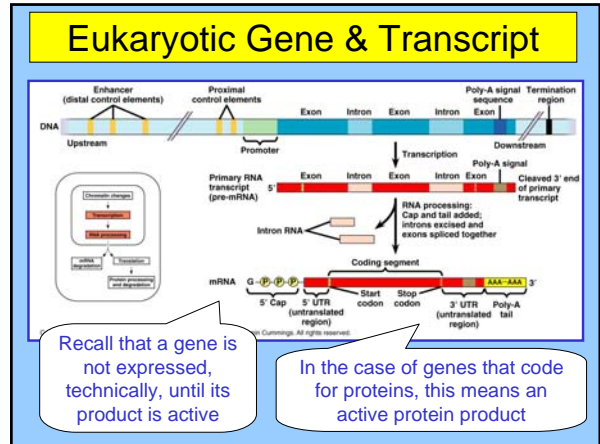 Eukaryotic Gene & Transcript
Enhancer
(distal control elements)
Proximal
control elements
Poly-A signal
sequence
Termination
region
Exon
Intron
Exon
Intron
Exon
DNA
Upstream
Downstream
Promoter
Transcription
Poly-A signal
Primary RNA
transcript
(pre-mRNA)
5'
Exon
Intron
Exon
Intron
Exon
Cleaved 3' end
of primary
transcript
RNA processing:
Cap and tail added;
introns excised and
exons spliced together
Intron RNA
Chromatin changes
Transcription
RNA processing
mRNA
degradation
Translation
Protein processing
and degradation
Coding segment
mRNA
G
P
P
P
AAA
AAA
3'
5' Cap
5' UTR
(untranslated
region)
Start
codon
Stop
codon
3' UTR
(untranslated
region)
Poly-A
tail
Cummings. All rights reserved.
Recall that a gene is
not expressed,
technically, until its
product is active
In the case of genes that code
for proteins, this means an
active protein product